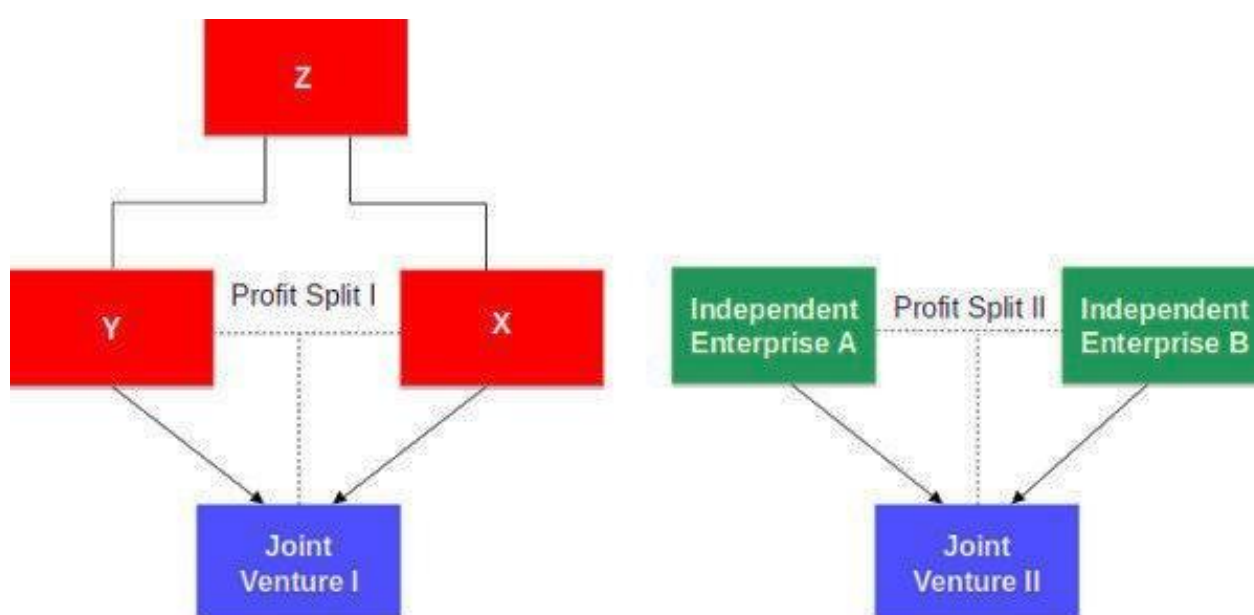 Z
Y
Profit Split I
X
Independent
Enterprise A
Profit Split II
Independent
Enterprise B
Joint
Venture I
Joint
Venture II